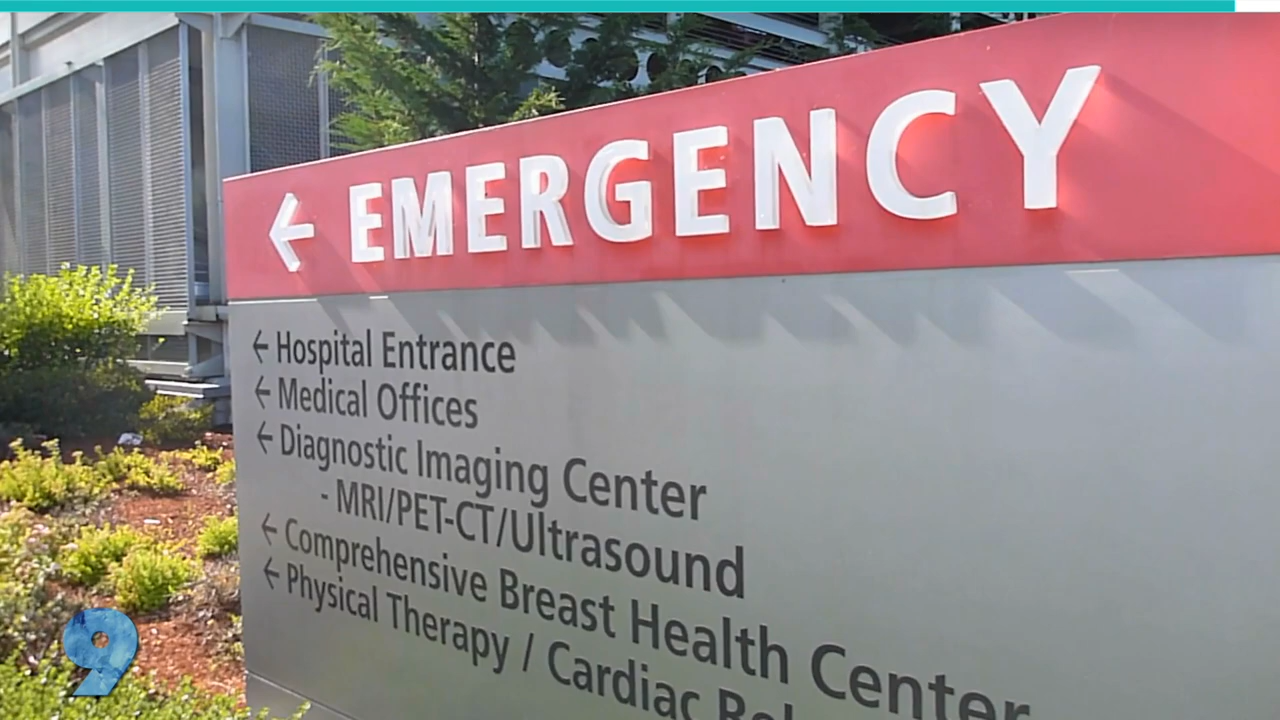 ← EMERGENCY
← Hospital Entrance
← Medical Offices
← Diagnostic Imaging Center
- MRI/PET-CT/Ultrasound
← Comprehensive Breast Health Center
← Physical Therapy / Cardiac
9